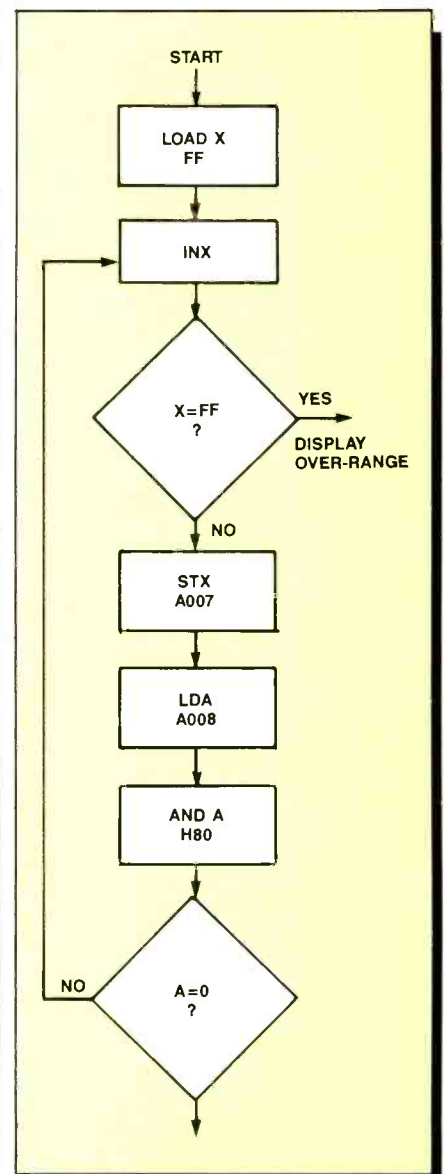 START
LOAD X
FF
INX
X=FF
?
YES
DISPLAY
OVER-RANGE
NO
STX
A007
LDA
A008
AND A
H80
NO
A=0
?